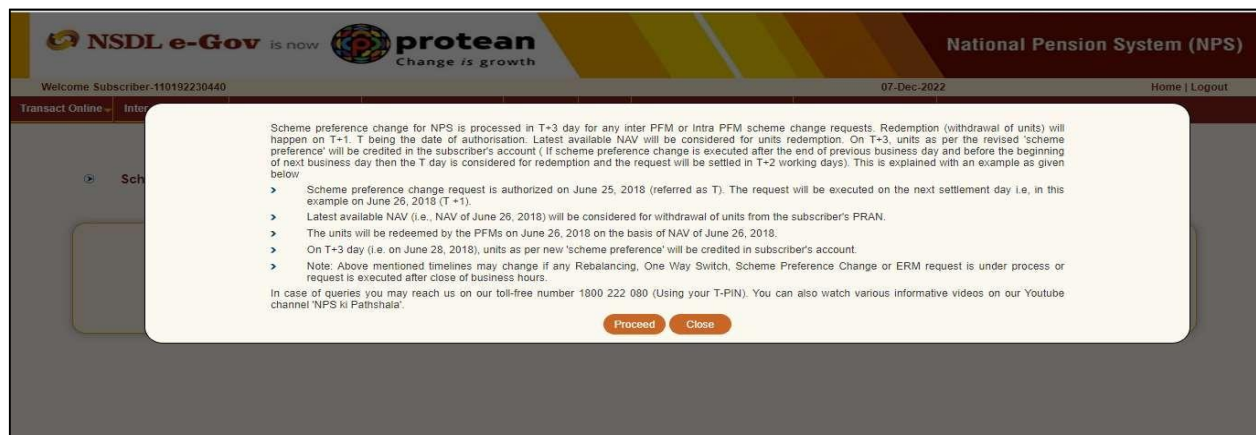 NSDL e-Gov is now protean
Change is growth
National Pension System (NPS)
Welcome Subscriber-110192230440
07-Dec-2022
Home | Logout
Transact Online
Inter
Sch
Scheme preference change for NPS is processed in T+3 day for any inter PFM or Intra PFM scheme change requests. Redemption (withdrawal of units) will
happen on T+1. T being the date of authorisation. Latest available NAV will be considered for units redemption. On T+3, units as per the revised 'scheme
preference' will be credited in the subscriber's account ( If scheme preference change is executed after the end of previous business day and before the beginning
of next business day then the T day is considered for redemption and the request will be settled in T+2 working days). This is explained with an example as given
below
Scheme preference change request is authorized on June 25, 2018 (referred as T). The request will be executed on the next settlement day i.e, in this
example on June 26, 2018 (T +1).
Latest available NAV (i.e., NAV of June 26, 2018) will be considered for withdrawal of units from the subscriber's PRAN.
The units will be redeemed by the PFMs on June 26, 2018 on the basis of NAV of June 26, 2018.
On T+3 day (i.e. on June 28, 2018), units as per new 'scheme preference' will be credited in subscriber's account.
Note: Above mentioned timelines may change if any Rebalancing, One Way Switch, Scheme Preference Change or ERM request is under process or
request is executed after close of business hours.
In case of queries you may reach us on our toll-free number 1800 222 080 (Using your T-PIN). You can also watch various informative videos on our Youtube
channel 'NPS ki Pathshala'.
Proceed Close